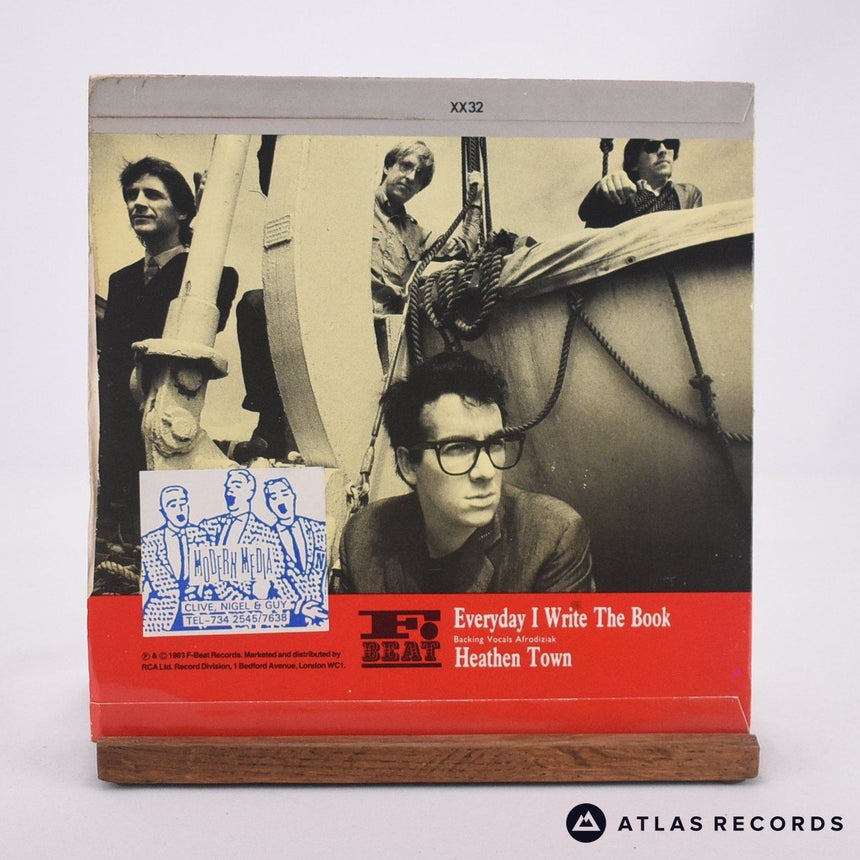 XX32
MODERN MEDIA
CLIVE, NIGEL & GUY
TEL-734 2545/7638
F.
BEAT
Everyday I Write The Book
Backing Vocals Afrodiziak
Heathen Town
℗ & © 1983 F-Beat Records. Marketed and distributed by
RCA Ltd. Record Division, 1 Bedford Avenue, London WC1.
ATLAS RECORDS